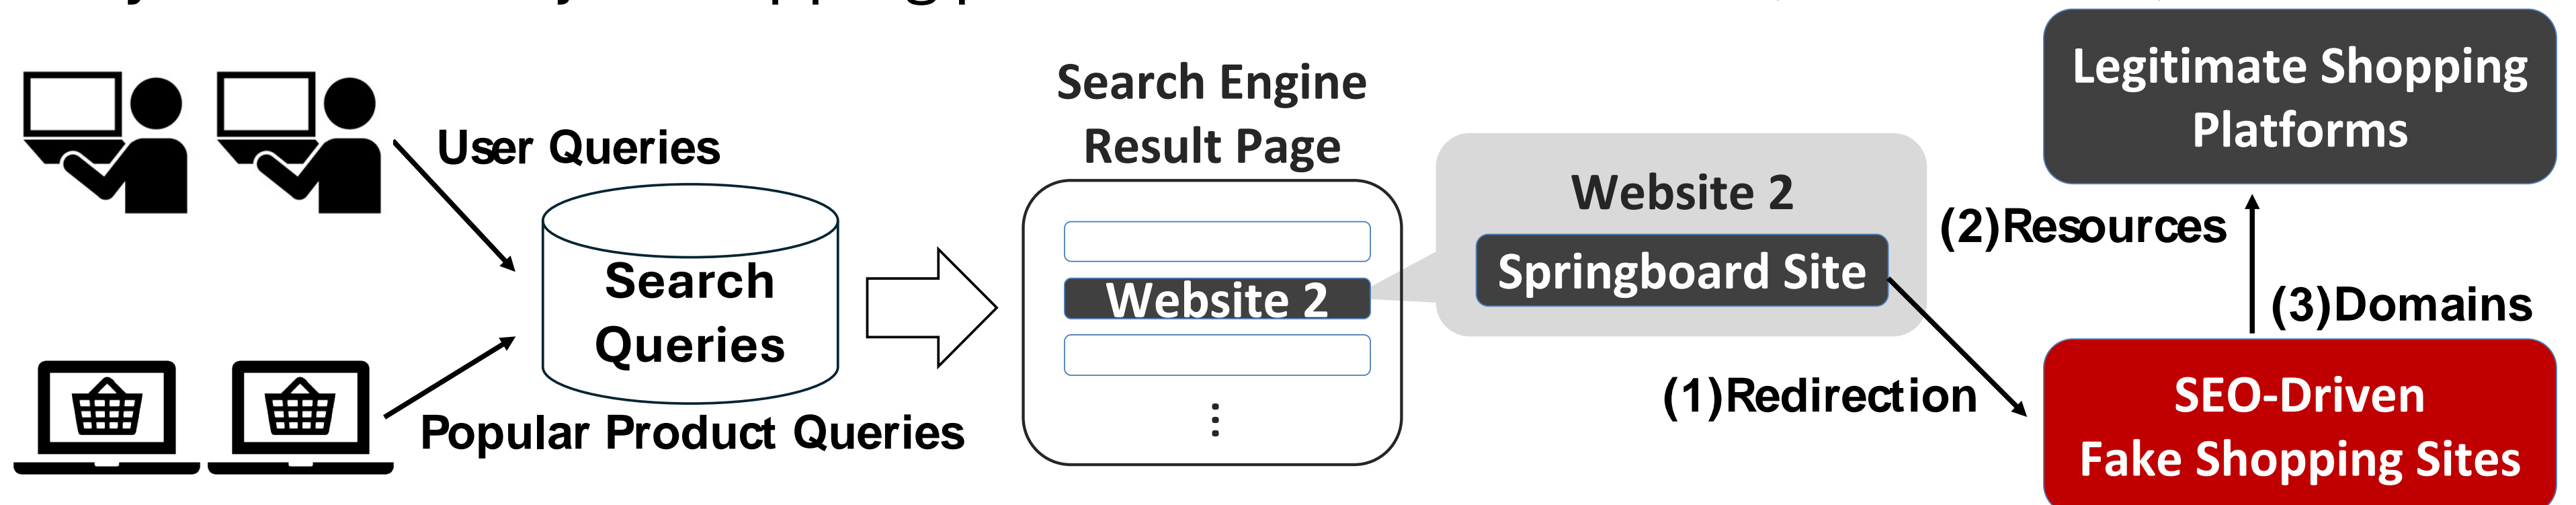 User Queries
Popular Product Queries
Search
Queries
Search Engine
Result Page
Website 2
Website 2
Springboard Site
(1)Redirection
(2)Resources
(3)Domains
Legitimate Shopping
Platforms
SEO-Driven
Fake Shopping Sites